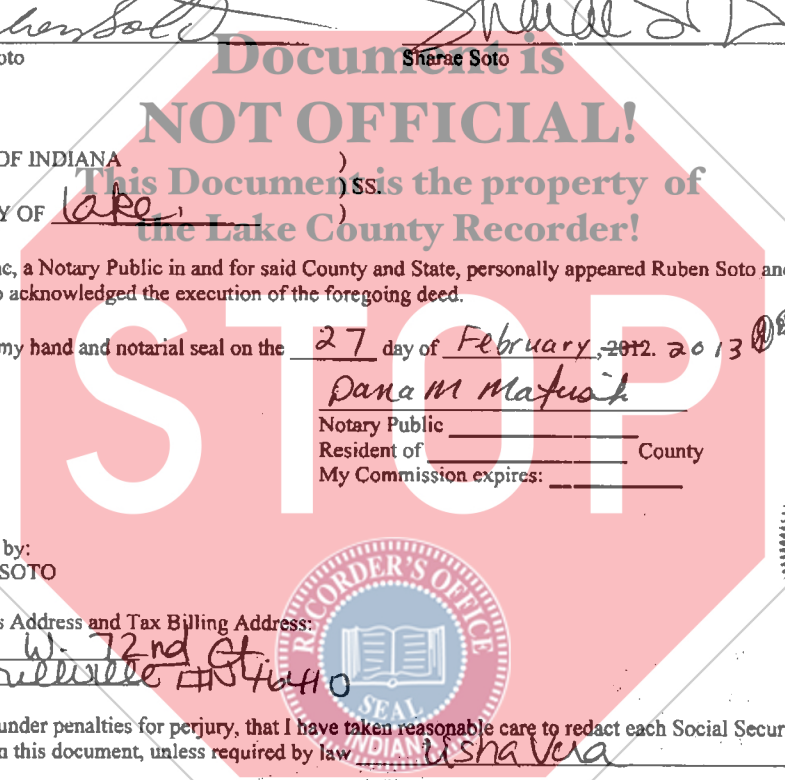 Soto
oto
Sharae Soto
Document is
NOT OFFICIAL!
This Document is the property of
the Lake County Recorder!
OF INDIANA )
) SS.
Y OF Lake )
c, a Notary Public in and for said County and State, personally appeared Ruben Soto and
o acknowledged the execution of the foregoing deed.
my hand and notarial seal on the 27 day of February, 2012. 2013
STOP
Dana M Matusik
Notary Public
Resident of County
My Commission expires:
by:
SOTO
s Address and Tax Billing Address:
W. 72nd Ct.
IN 46410
RECORDER'S OFFICE
SEAL
INDIANA
under penalties for perjury, that I have taken reasonable care to redact each Social Secur
n this document, unless required by law